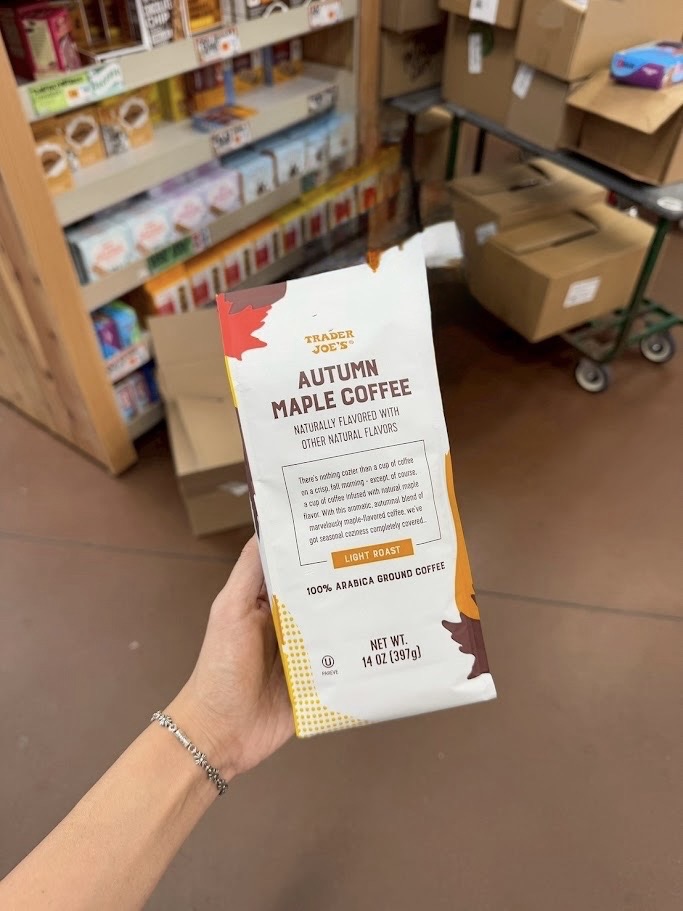 TRADER
JOE'S®
AUTUMN
MAPLE COFFEE
NATURALLY FLAVORED WITH
OTHER NATURAL FLAVORS
There's nothing cozier than a cup of coffee
on a crisp, fall morning - except, of course,
a cup of coffee infused with natural maple
flavor. With this aromatic, autumnal blend of
marvelously maple-flavored coffee, we've
got seasonal coziness completely covered.
LIGHT ROAST
100% ARABICA GROUND COFFEE
U
PAREVE
NET WT.
14 OZ (397g)